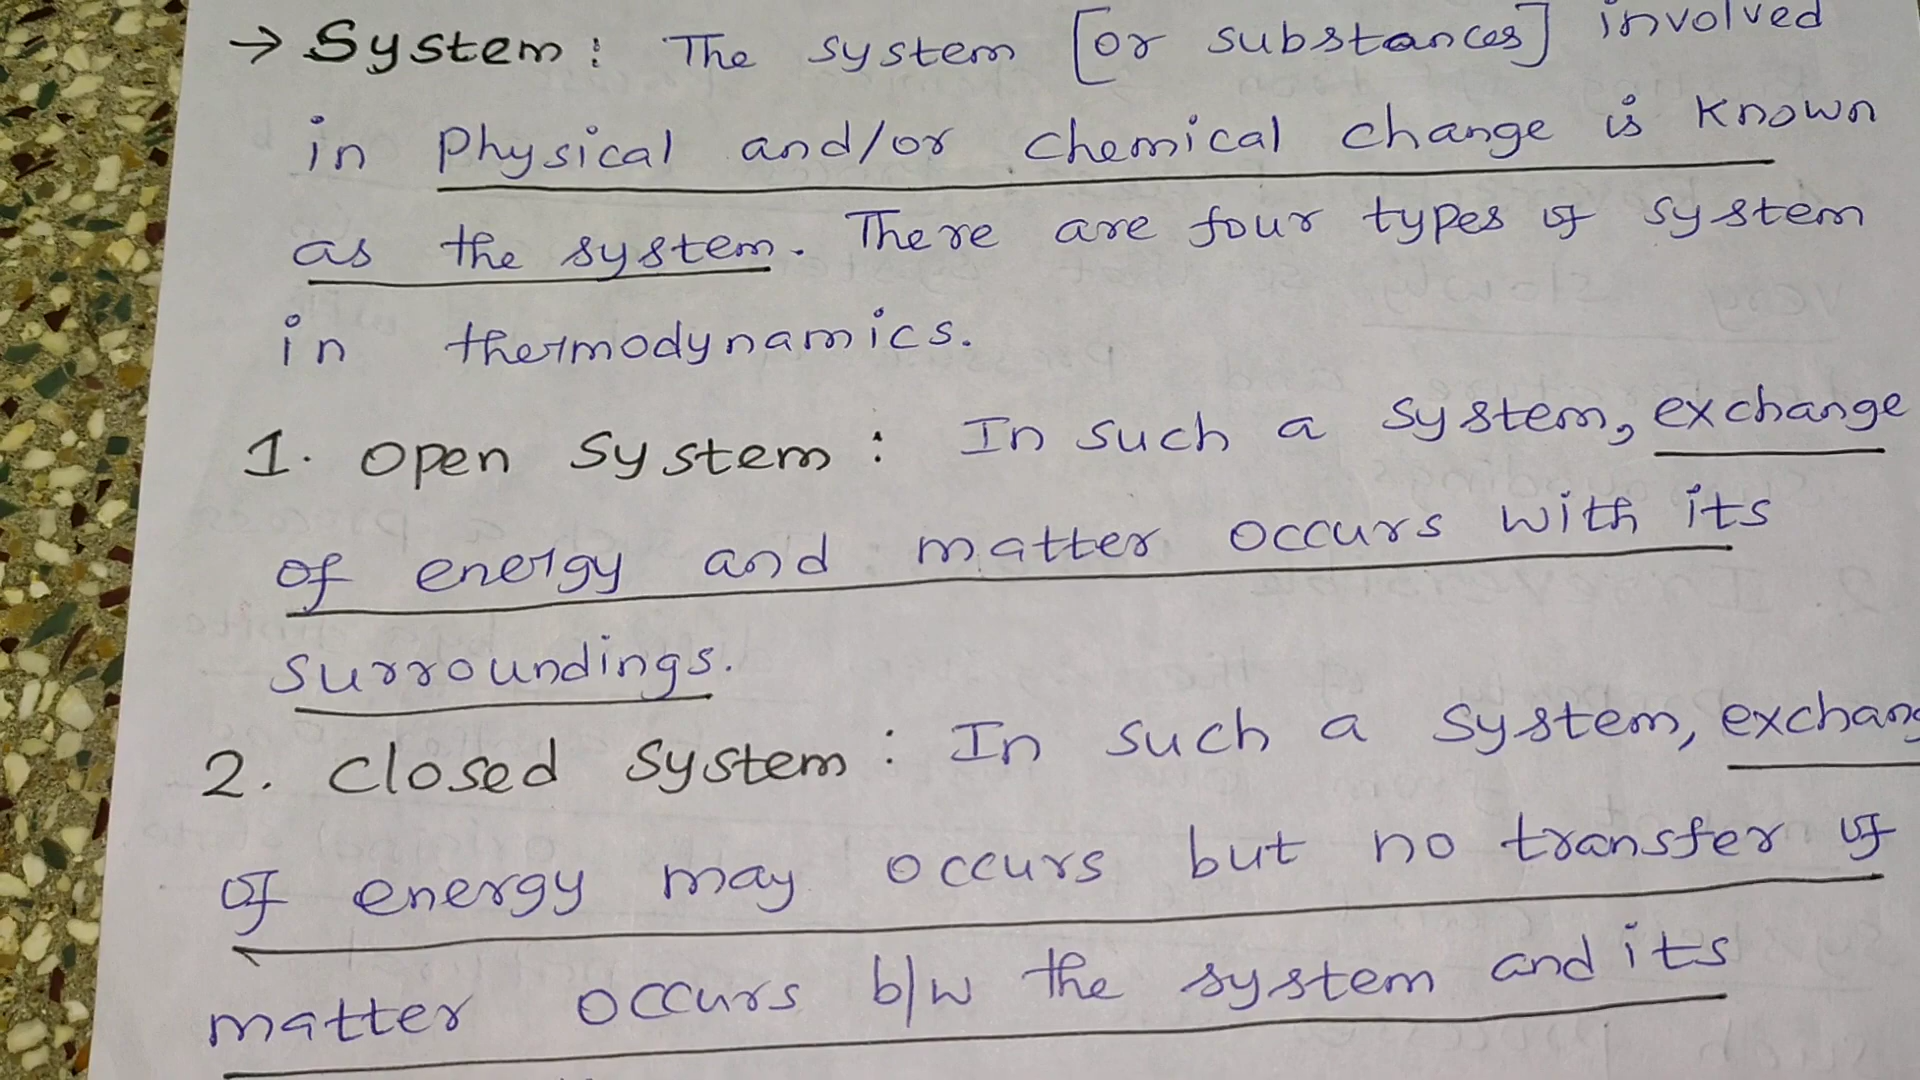 → System: The system [or substances] involved
in Physical and/or chemical change is known
as the system. There are four types of system
in thermodynamics.
1. Open System: In such a system, exchange
of energy and matter occurs with its
surroundings.
2. Closed System: In such a system, exchang
of energy may occurs but no transfer of
matter occurs b/w the system and its